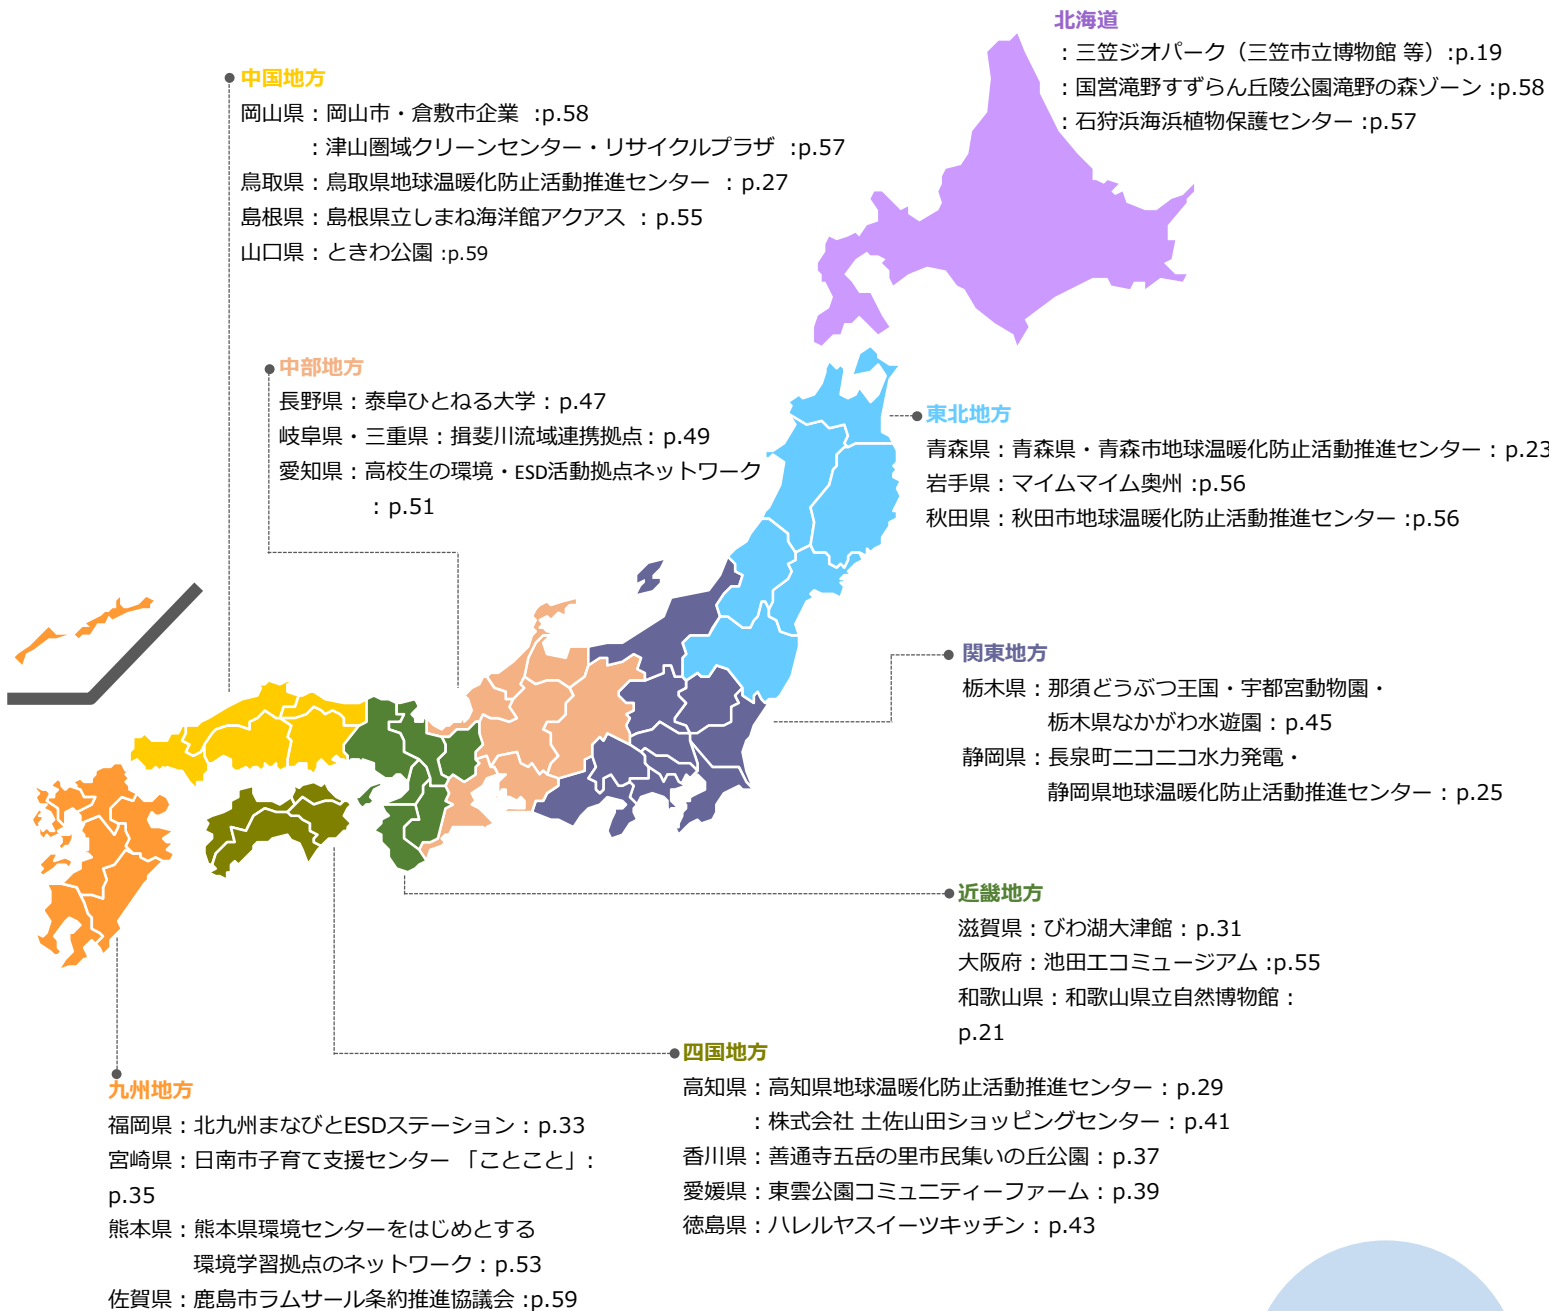 北海道
：三笠ジオパーク（三笠市立博物館 等）:p.19
：国営滝野すずらん丘陵公園滝野の森ゾーン :p.58
：石狩浜海浜植物保護センター :p.57
中国地方
岡山県：岡山市・倉敷市企業 :p.58
：津山圏域クリーンセンター・リサイクルプラザ :p.57
鳥取県：鳥取県地球温暖化防止活動推進センター ：p.27
島根県：島根県立しまね海洋館アクアス ：p.55
山口県：ときわ公園 :p.59
中部地方
長野県：泰阜ひとねる大学：p.47
岐阜県・三重県：揖斐川流域連携拠点：p.49
愛知県：高校生の環境・ESD活動拠点ネットワーク
：p.51
東北地方
青森県：青森県・青森市地球温暖化防止活動推進センター：p.23
岩手県：マイムマイム奥州 :p.56
秋田県：秋田市地球温暖化防止活動推進センター :p.56
関東地方
栃木県：那須どうぶつ王国・宇都宮動物園・
栃木県なかがわ水遊園：p.45
静岡県：長泉町ニコニコ水力発電・
静岡県地球温暖化防止活動推進センター：p.25
近畿地方
滋賀県：びわ湖大津館：p.31
大阪府：池田エコミュージアム :p.55
和歌山県：和歌山県立自然博物館：
p.21
四国地方
高知県：高知県地球温暖化防止活動推進センター：p.29
：株式会社 土佐山田ショッピングセンター：p.41
香川県：善通寺五岳の里市民集いの丘公園：p.37
愛媛県：東雲公園コミュニティーファーム：p.39
徳島県：ハレルヤスイーツキッチン：p.43
九州地方
福岡県：北九州まなびとESDステーション：p.33
宮崎県：日南市子育て支援センター 「ことこと」：
p.35
熊本県：熊本県環境センターをはじめとする
環境学習拠点のネットワーク：p.53
佐賀県：鹿島市ラムサール条約推進協議会 :p.59